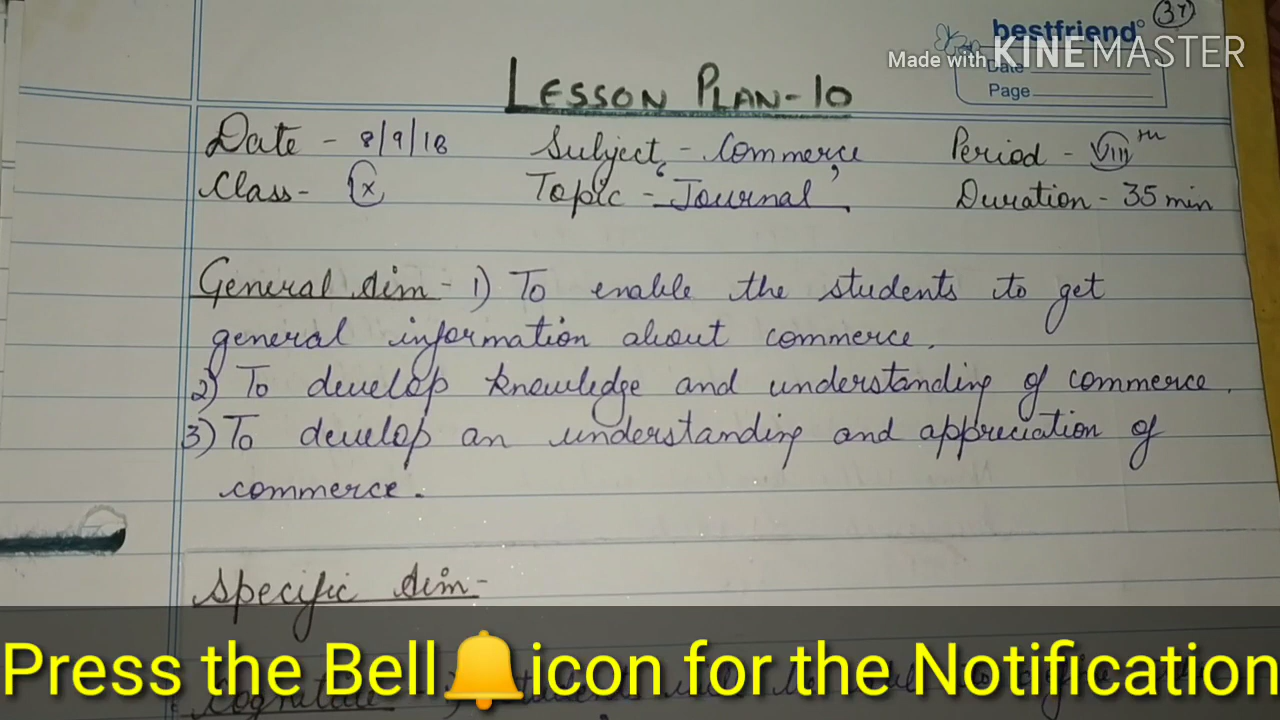 37
bestfriend
Made with KINEMASTER
Date
Page
LESSON PLAN-10
Date - 8/9/18 Subject - Commerce Period - VIII th
Class - X Topic - 'Journal'. Duration - 35 min
General Aim - 1) To enable the students to get
general information about commerce.
2) To develop knowledge and understanding of commerce.
3) To develop an understanding and appreciation of
commerce.
Specific Aim -
Press the Bell🔔icon for the Notification